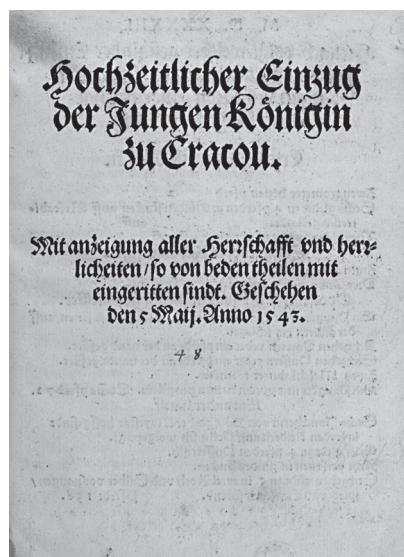 Hochzeitlicher Einzug
der Jungen Königin
zu Cracou.
Mit anzeigung aller Herrschafft vnd herr⸗
licheiten / so von beden theilen mit
eingeritten sindt. Geschehen
den 5 Maij. Anno 1543.
48